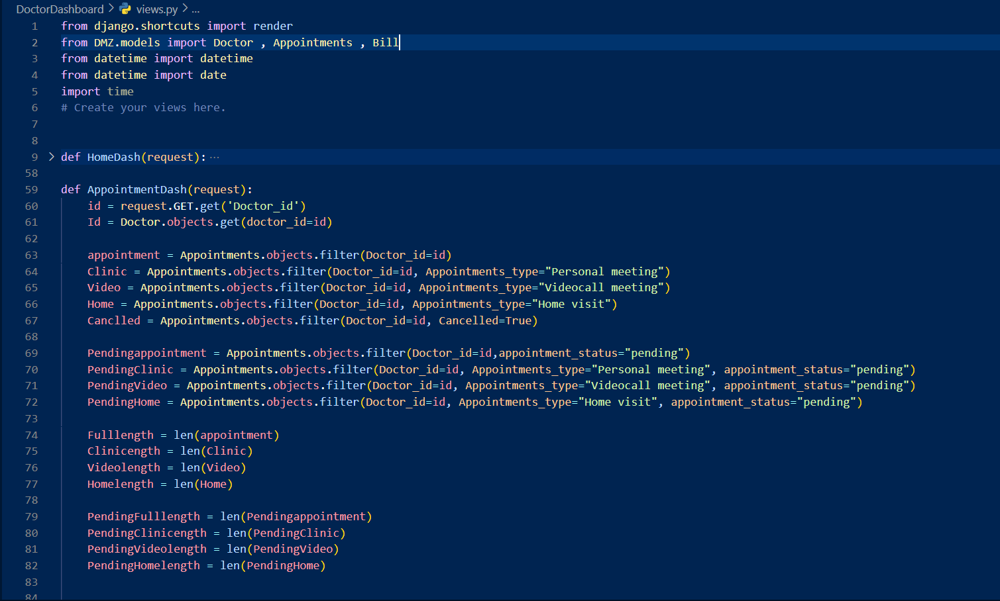 DoctorDashboard > views.py > ...
1 from django.shortcuts import render
2 from DMZ.models import Doctor , Appointments , Bill
3 from datetime import datetime
4 from datetime import date
5 import time
6 # Create your views here.
7
8
9 > def HomeDash(request): ···
58
59 def AppointmentDash(request):
60 id = request.GET.get('Doctor_id')
61 Id = Doctor.objects.get(doctor_id=id)
62
63 appointment = Appointments.objects.filter(Doctor_id=id)
64 Clinic = Appointments.objects.filter(Doctor_id=id, Appointments_type="Personal meeting")
65 Video = Appointments.objects.filter(Doctor_id=id, Appointments_type="Videocall meeting")
66 Home = Appointments.objects.filter(Doctor_id=id, Appointments_type="Home visit")
67 Canclled = Appointments.objects.filter(Doctor_id=id, Cancelled=True)
68
69 Pendingappointment = Appointments.objects.filter(Doctor_id=id,appointment_status="pending")
70 PendingClinic = Appointments.objects.filter(Doctor_id=id, Appointments_type="Personal meeting", appointment_status="pending")
71 PendingVideo = Appointments.objects.filter(Doctor_id=id, Appointments_type="Videocall meeting", appointment_status="pending")
72 PendingHome = Appointments.objects.filter(Doctor_id=id, Appointments_type="Home visit", appointment_status="pending")
73
74 Fulllength = len(appointment)
75 Clinicength = len(Clinic)
76 Videolength = len(Video)
77 Homelength = len(Home)
78
79 PendingFulllength = len(Pendingappointment)
80 PendingClinicength = len(PendingClinic)
81 PendingVideolength = len(PendingVideo)
82 PendingHomelength = len(PendingHome)
83
84